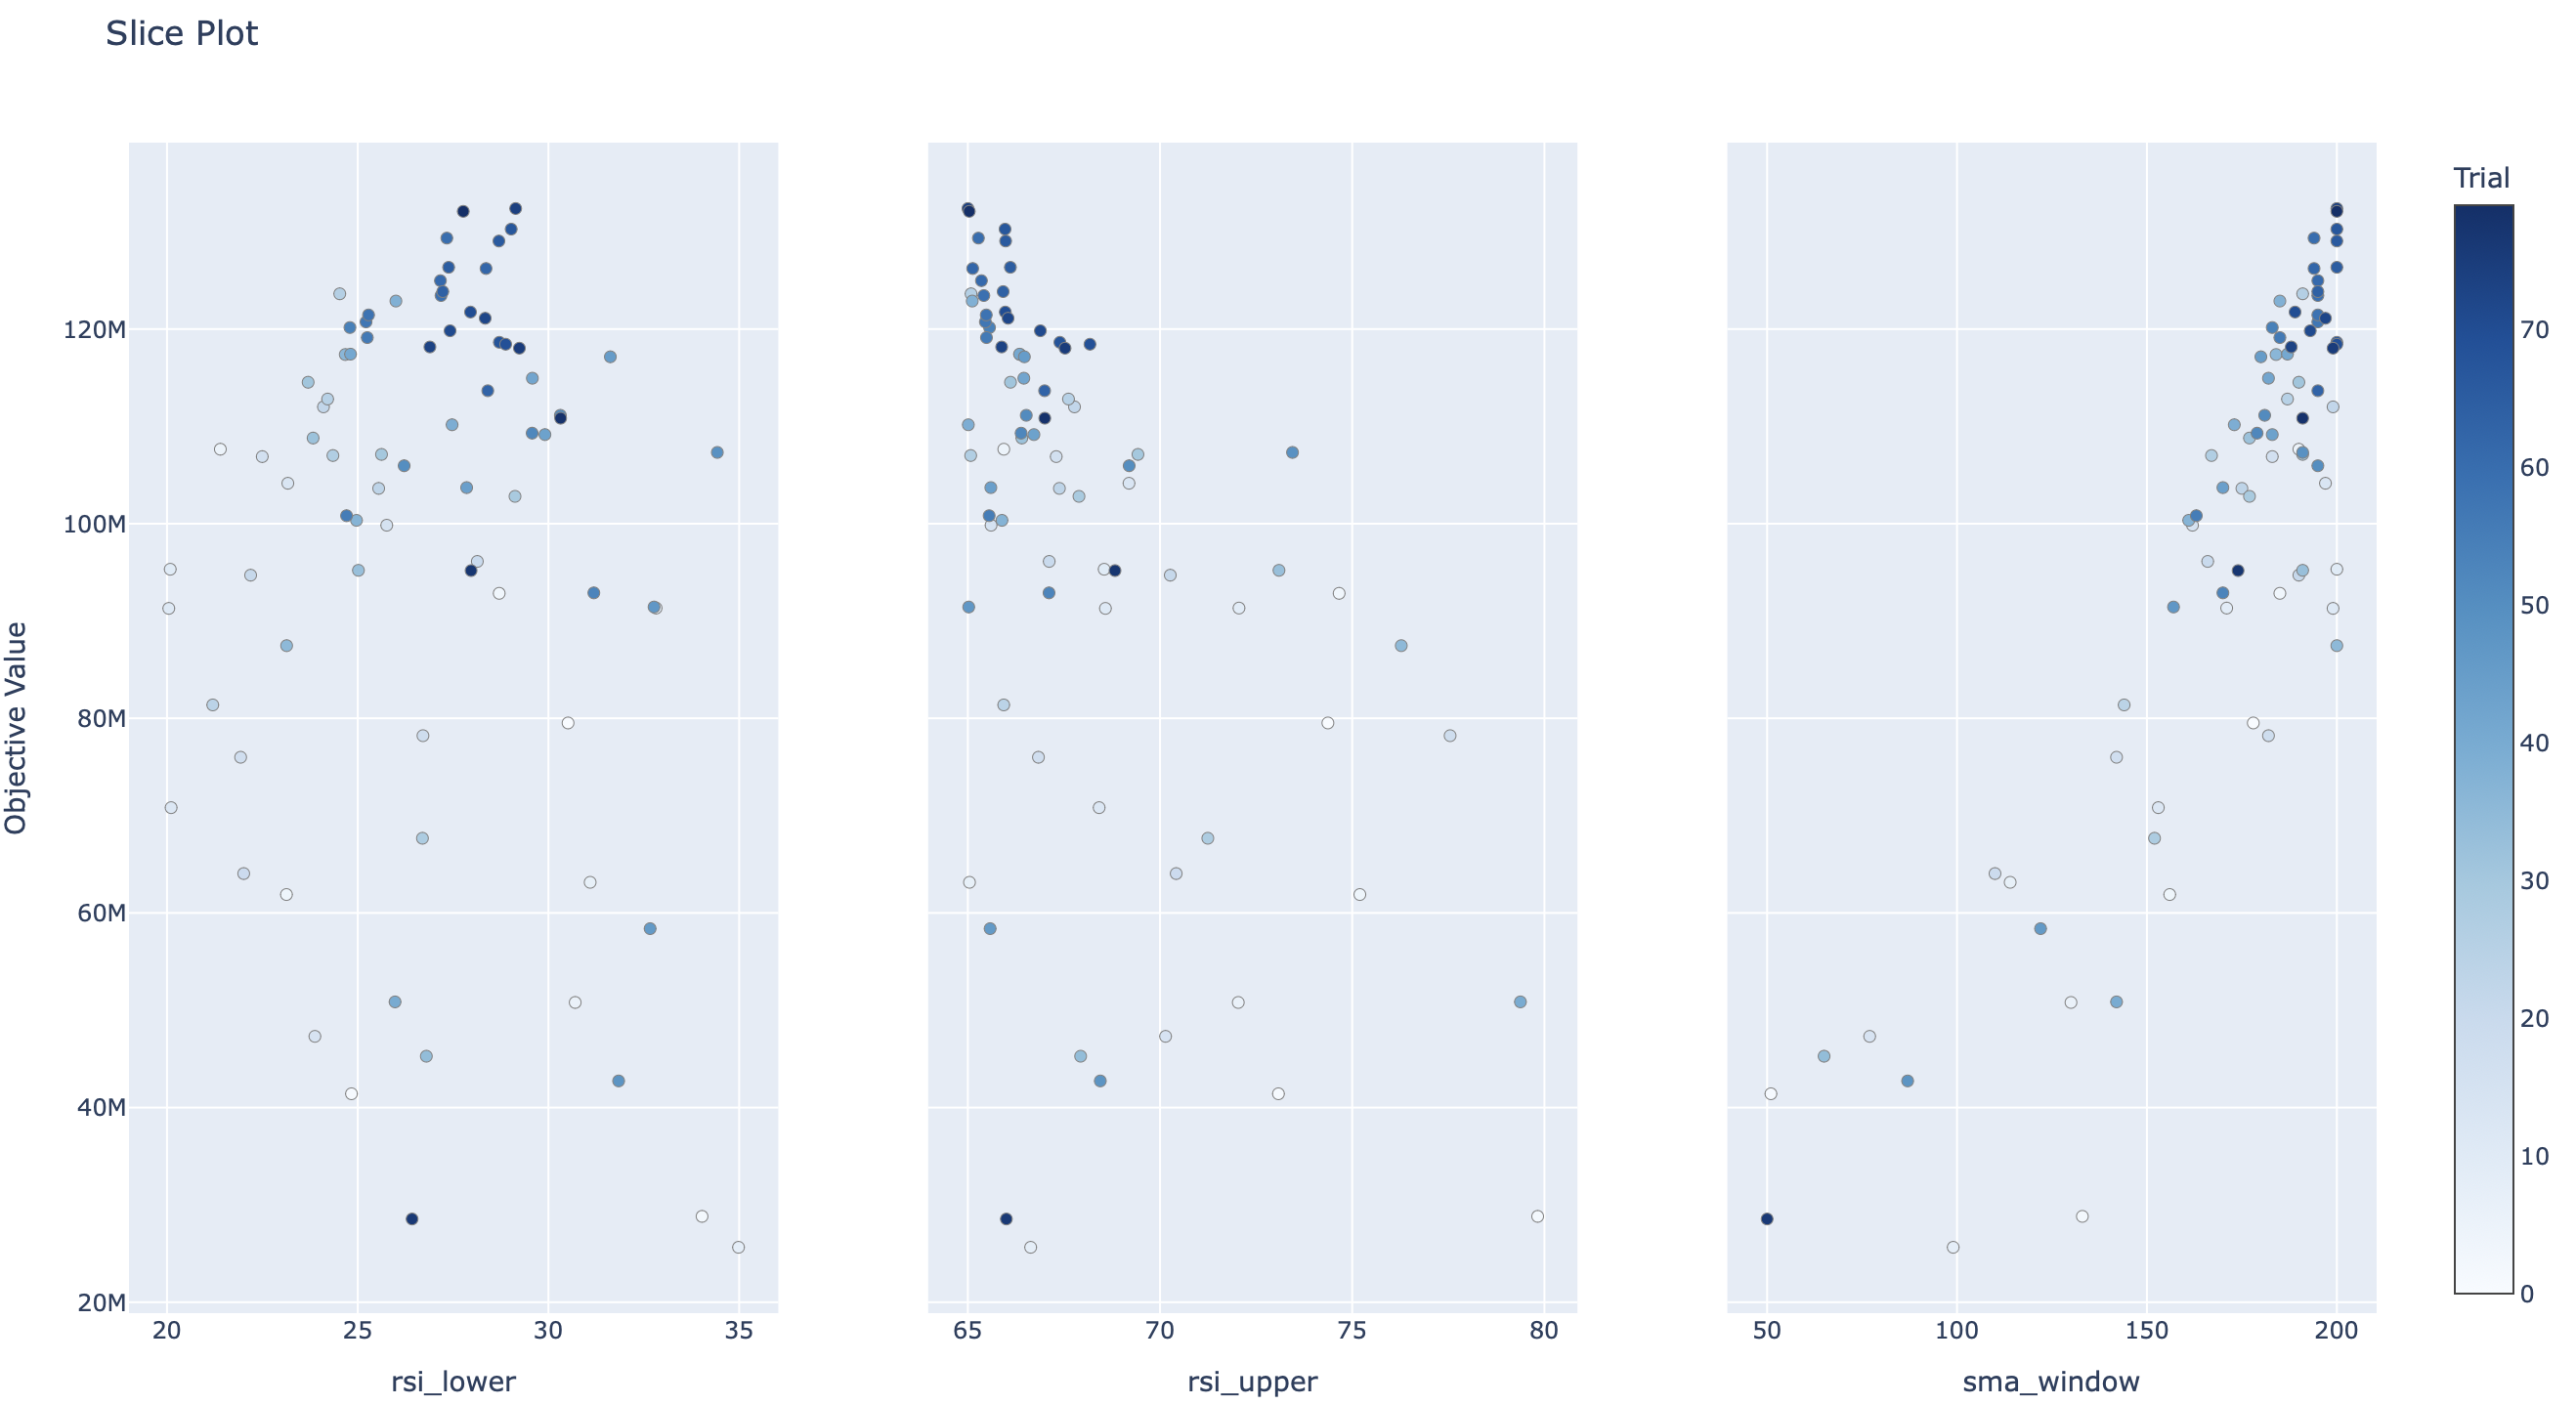 Slice Plot
Trial
Objective Value
120M
100M
80M
60M
40M
20M
20 25 30 35
65 70 75 80
50 100 150 200
rsi_lower
rsi_upper
sma_window
70
60
50
40
30
20
10
0